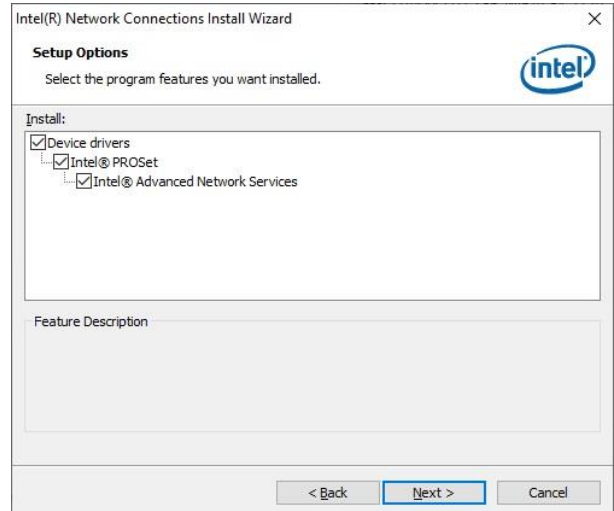 Intel(R) Network Connections Install Wizard
Setup Options
Select the program features you want installed.
intel
Install:
Device drivers
Intel® PROSet
Intel® Advanced Network Services
Feature Description
< Back Next > Cancel